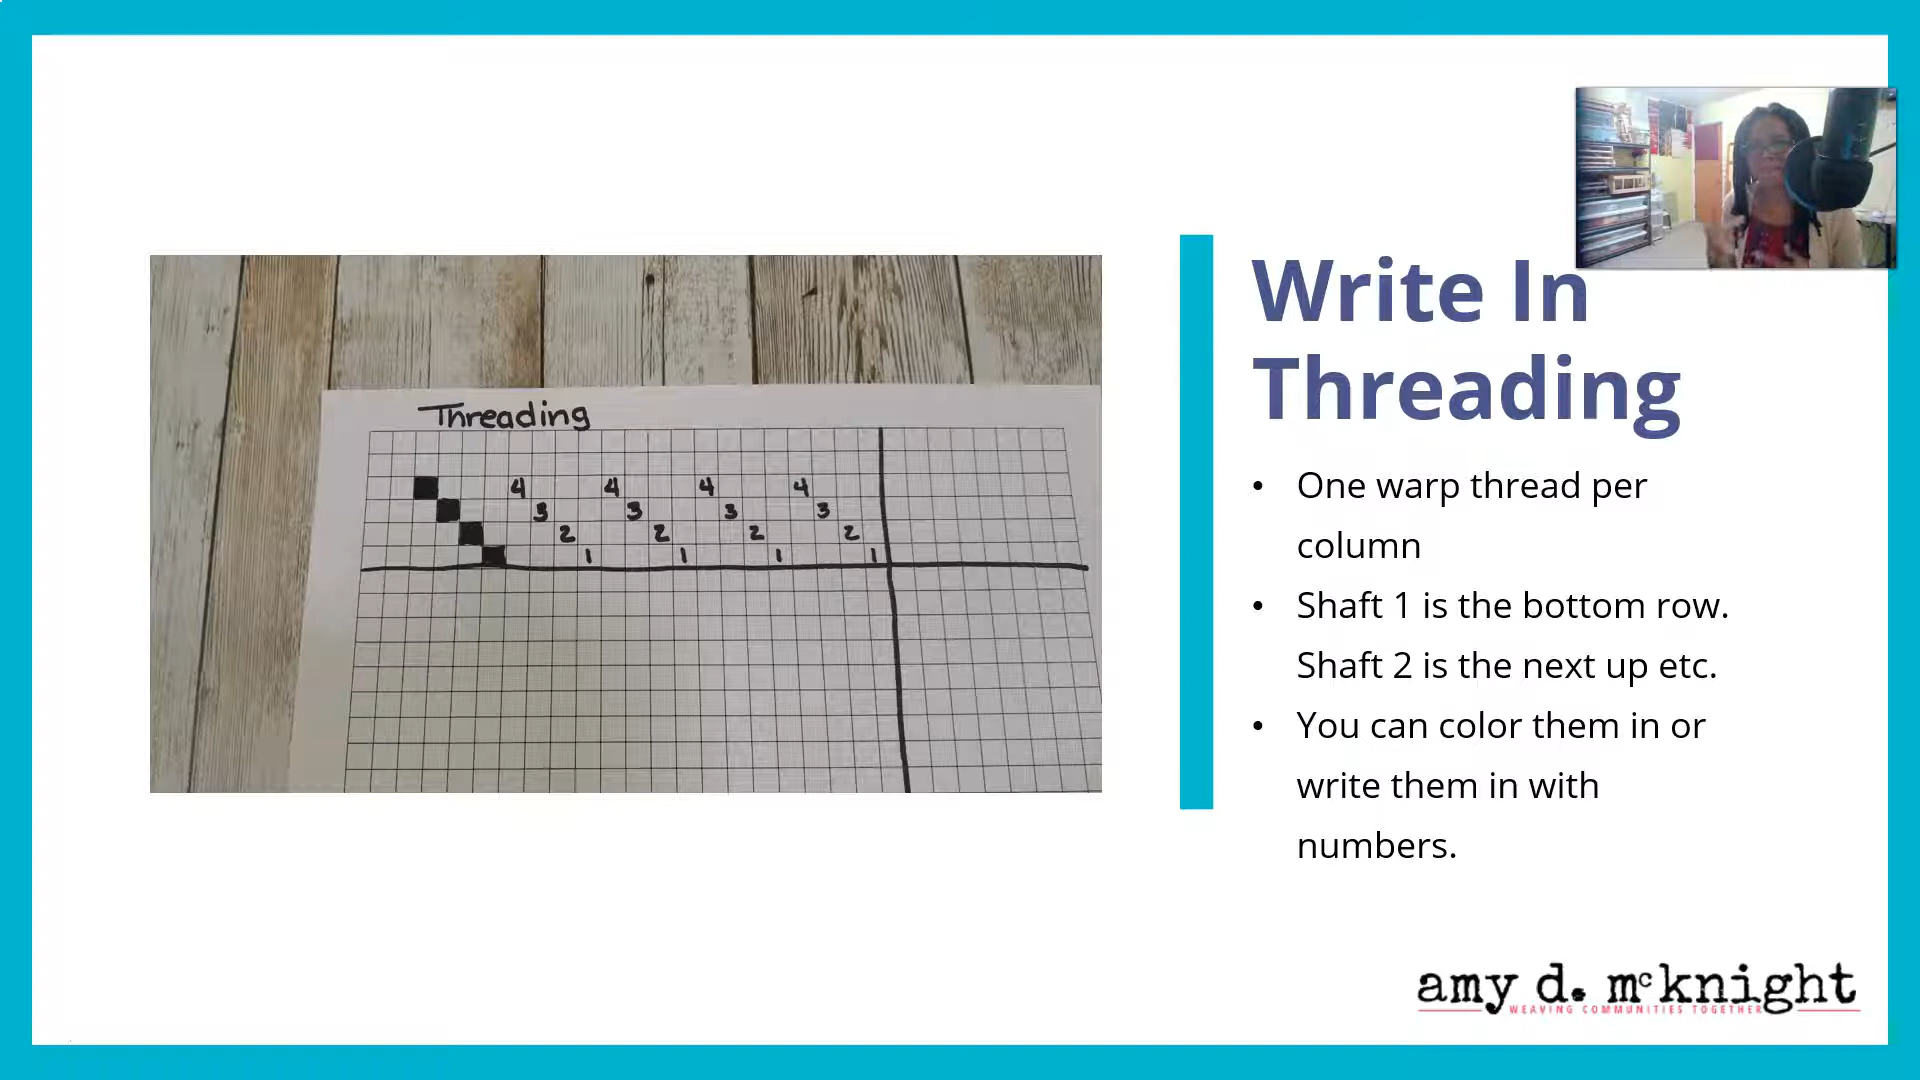 Write In
Threading
• One warp thread per
column
• Shaft 1 is the bottom row.
Shaft 2 is the next up etc.
• You can color them in or
write them in with
numbers.
Threading
4 4 4 4
3 3 3 3
2 2 2 2
1 1 1 1
amy d. mcknight
WEAVING COMMUNITIES TOGETHER